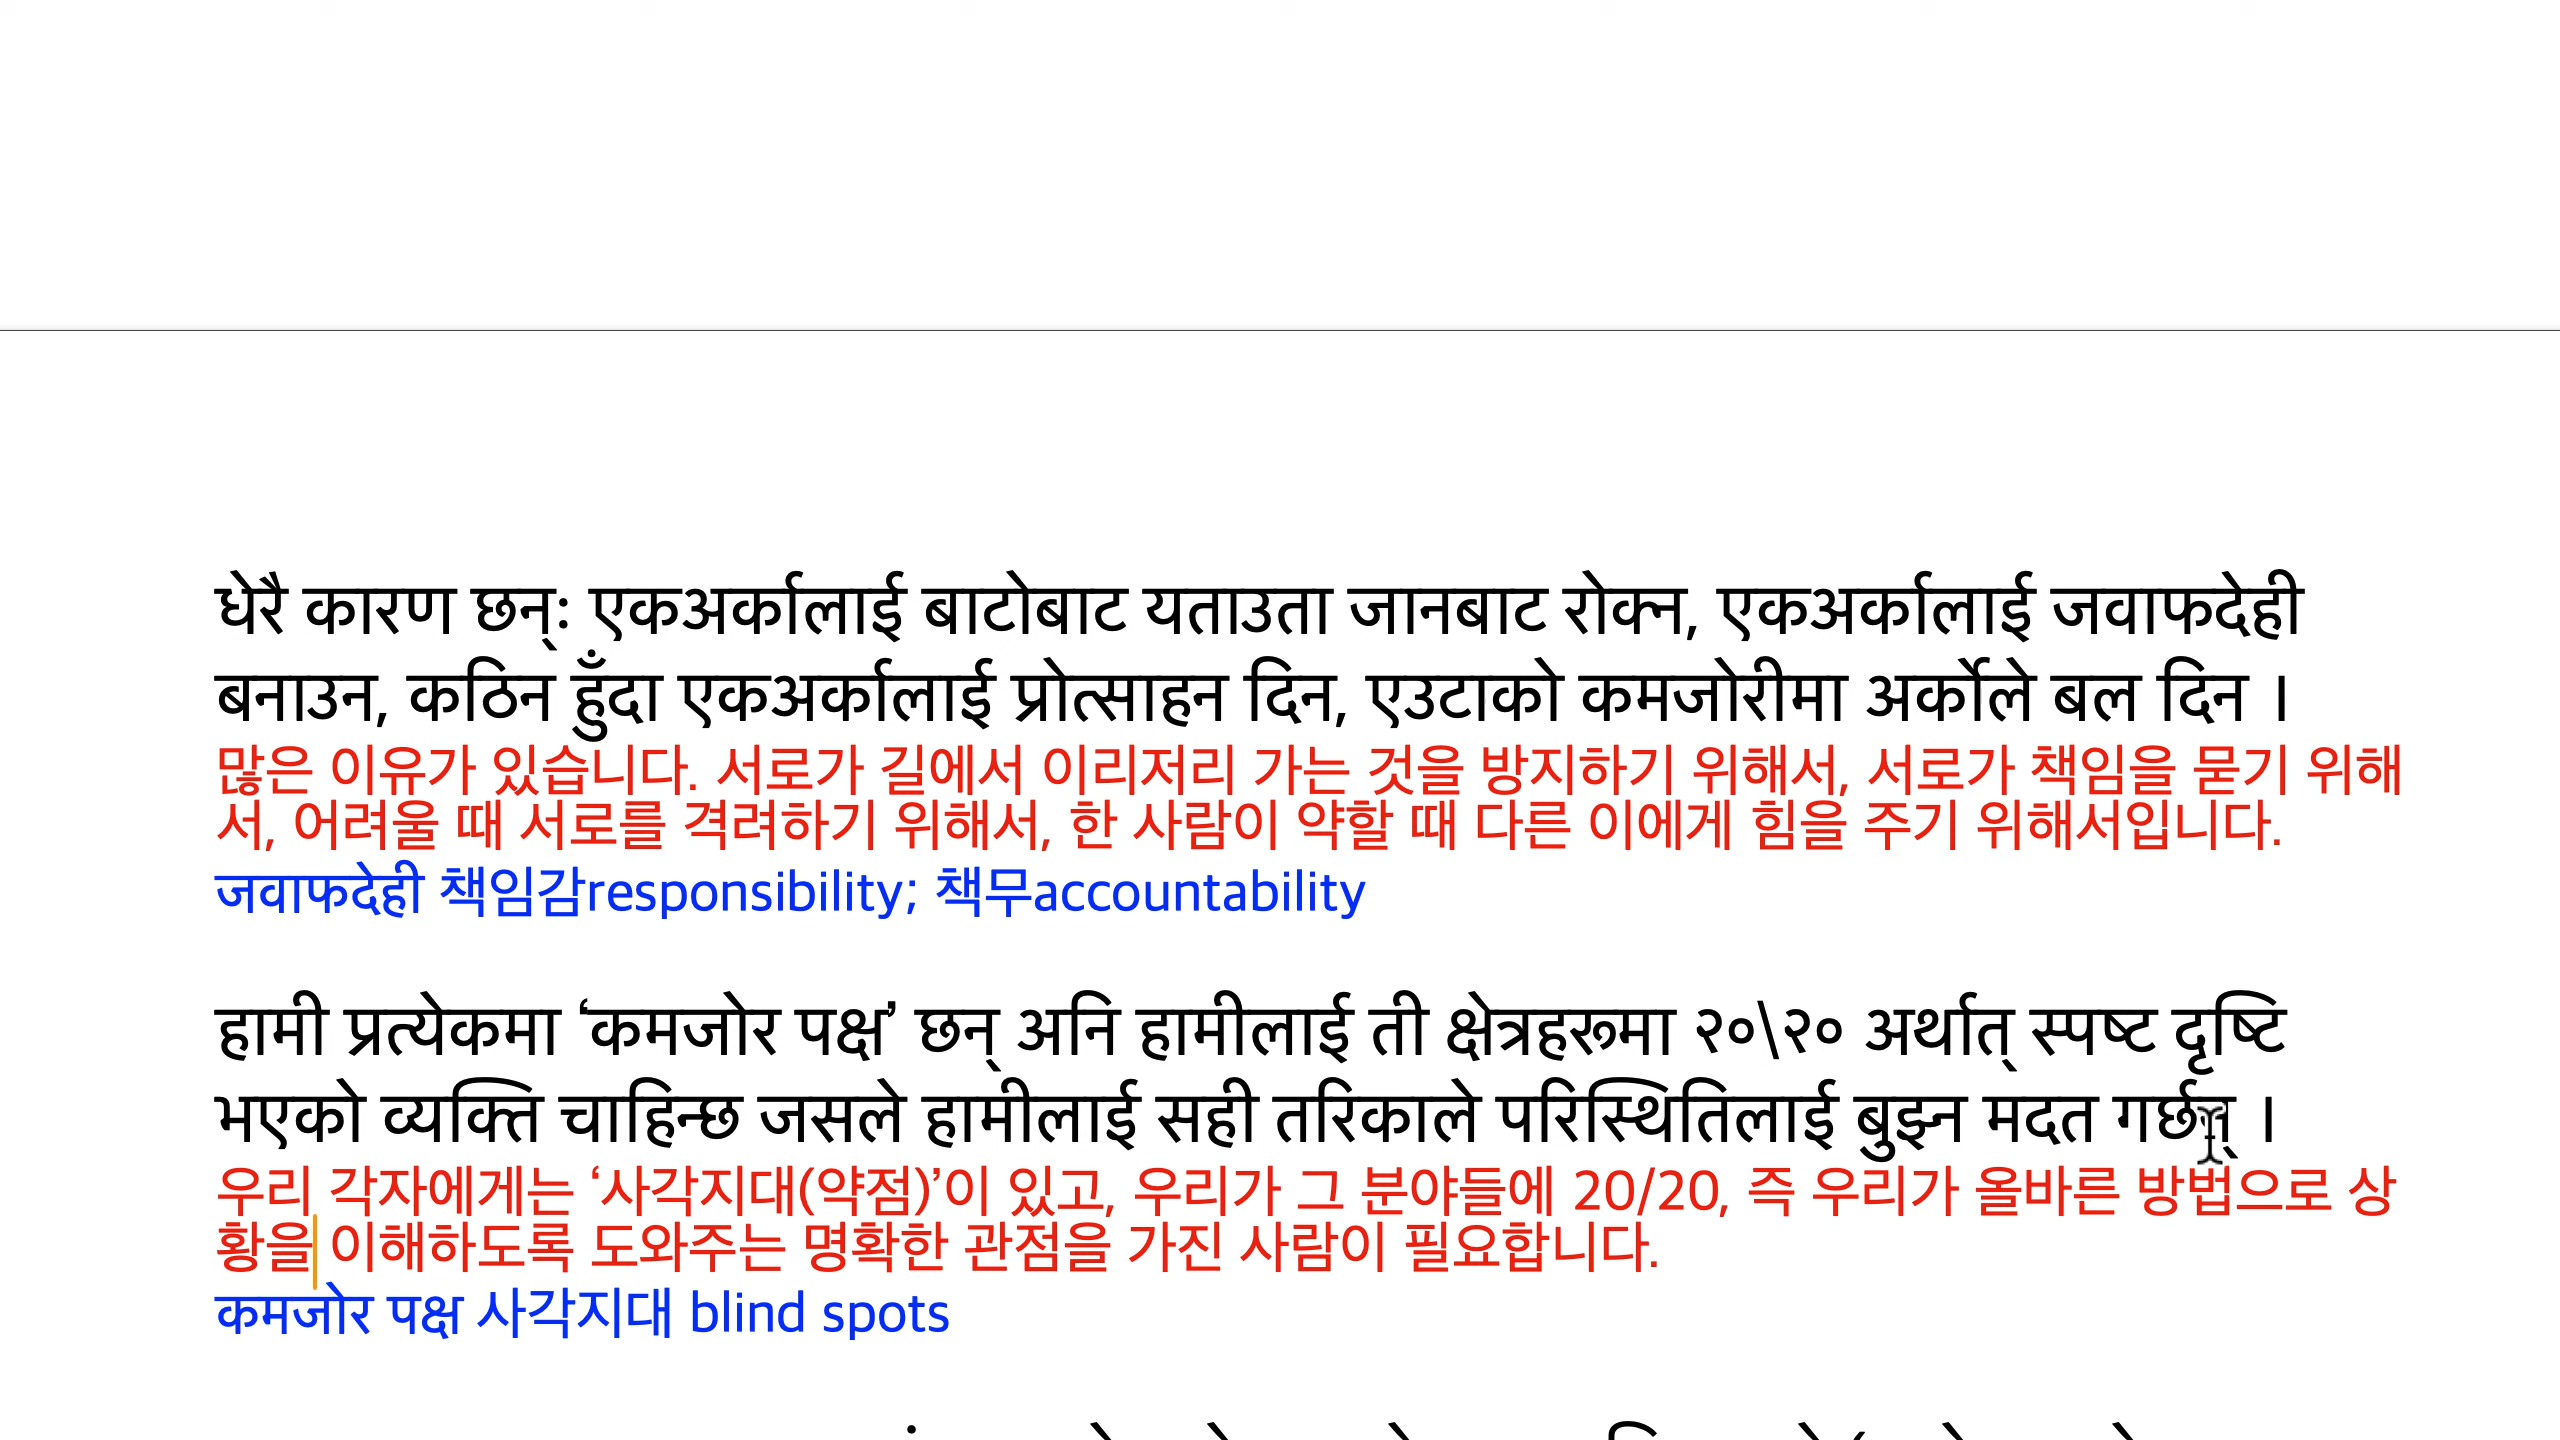 धेरै कारण छन्ः एकअर्कालाई बाटोबाट यताउता जानबाट रोक्न, एकअर्कालाई जवाफदेही
बनाउन, कठिन हुँदा एकअर्कालाई प्रोत्साहन दिन, एउटाको कमजोरीमा अर्कोले बल दिन ।
많은 이유가 있습니다. 서로가 길에서 이리저리 가는 것을 방지하기 위해서, 서로가 책임을 묻기 위해
서, 어려울 때 서로를 격려하기 위해서, 한 사람이 약할 때 다른 이에게 힘을 주기 위해서입니다.
जवाफदेही 책임감responsibility; 책무accountability
हामी प्रत्येकमा ‘कमजोर पक्ष’ छन् अनि हामीलाई ती क्षेत्रहरूमा २०\२० अर्थात् स्पष्ट दृष्टि
भएको व्यक्ति चाहिन्छ जसले हामीलाई सही तरिकाले परिस्थितिलाई बुझ्न मदत गर्छन् ।
우리 각자에게는 ‘사각지대(약점)’이 있고, 우리가 그 분야들에 20/20, 즉 우리가 올바른 방법으로 상
황을 이해하도록 도와주는 명확한 관점을 가진 사람이 필요합니다.
कमजोर पक्ष 사각지대 blind spots